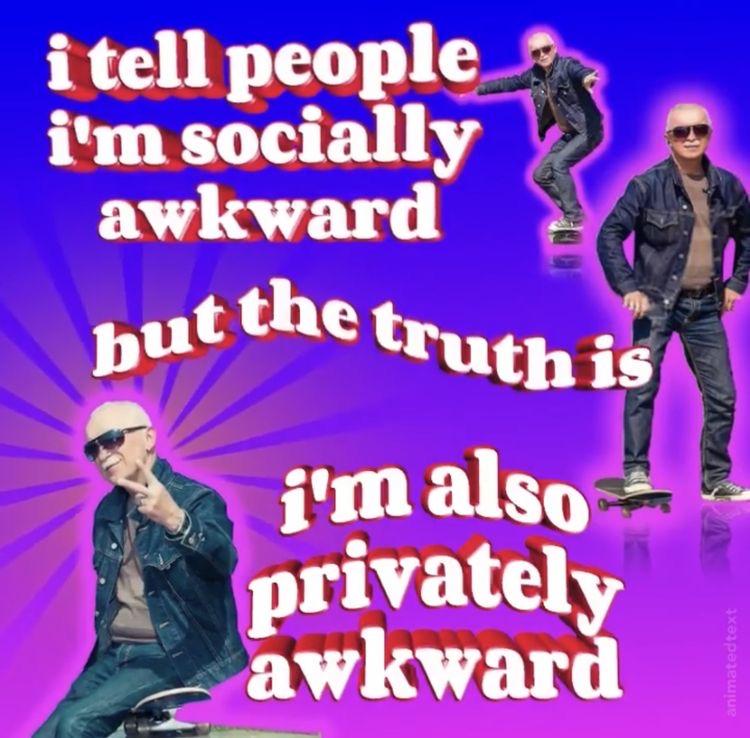 i tell people
i'm socially
awkward
but the truth is
i'm also
privately
awkward
animatedtext